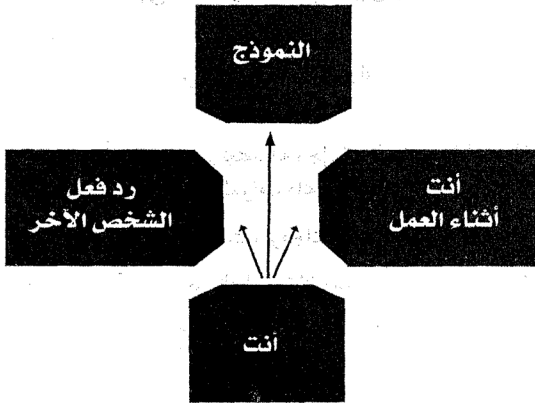 النموذج
أنت
أثناء العمل
رد فعل
الشخص الآخر
أنت